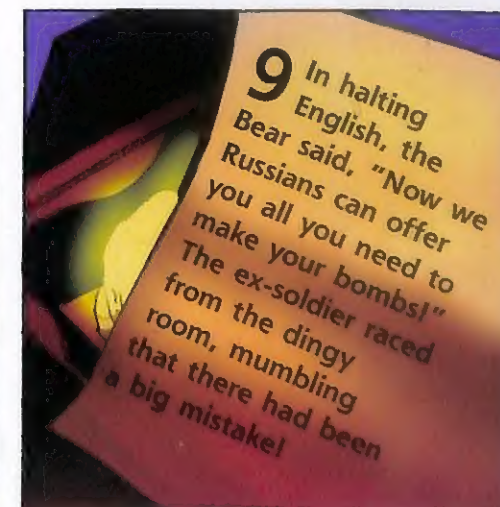 9 In halting
English, the
Bear said, "Now we
Russians can offer
you all you need to
make your bombs!"
The ex-soldier raced
from the dingy
room, mumbling
that there had been
a big mistake!